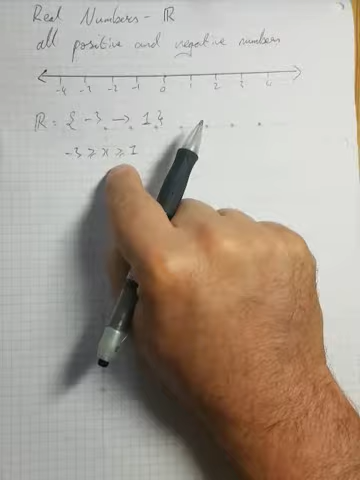 Real Numbers - ℝ
all positive and negative numbers
-4 -3 -2 -1 0 1 2 3 4
ℝ = { -3 → 1 }
-3 ⩾ x ⩾ 1